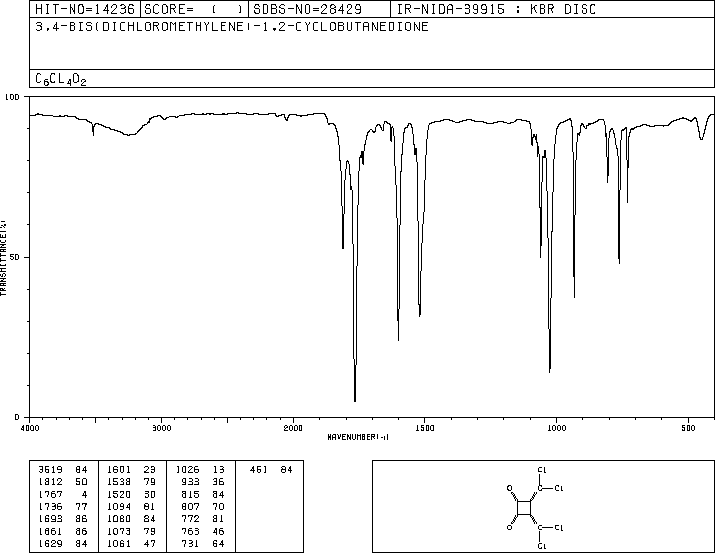 HIT-NO=14236 SCORE= ( ) SDBS-NO=28429 IR-NIDA-39915 : KBR DISC
3,4-BIS(DICHLOROMETHYLENE)-1,2-CYCLOBUTANEDIONE
C6CL4O2
100
50
0
TRANSMITTANCE(%)
4000 3000 2000 1500 1000 500
WAVENUMBER(-1)
3519 84 1601 23 1026 13 461 84
1812 50 1538 79 933 36
1767 4 1520 30 815 84
1736 77 1094 81 807 70
1693 86 1080 84 772 81
1661 86 1073 79 763 46
1629 84 1061 47 731 64
Cl
O C Cl
O C Cl
Cl